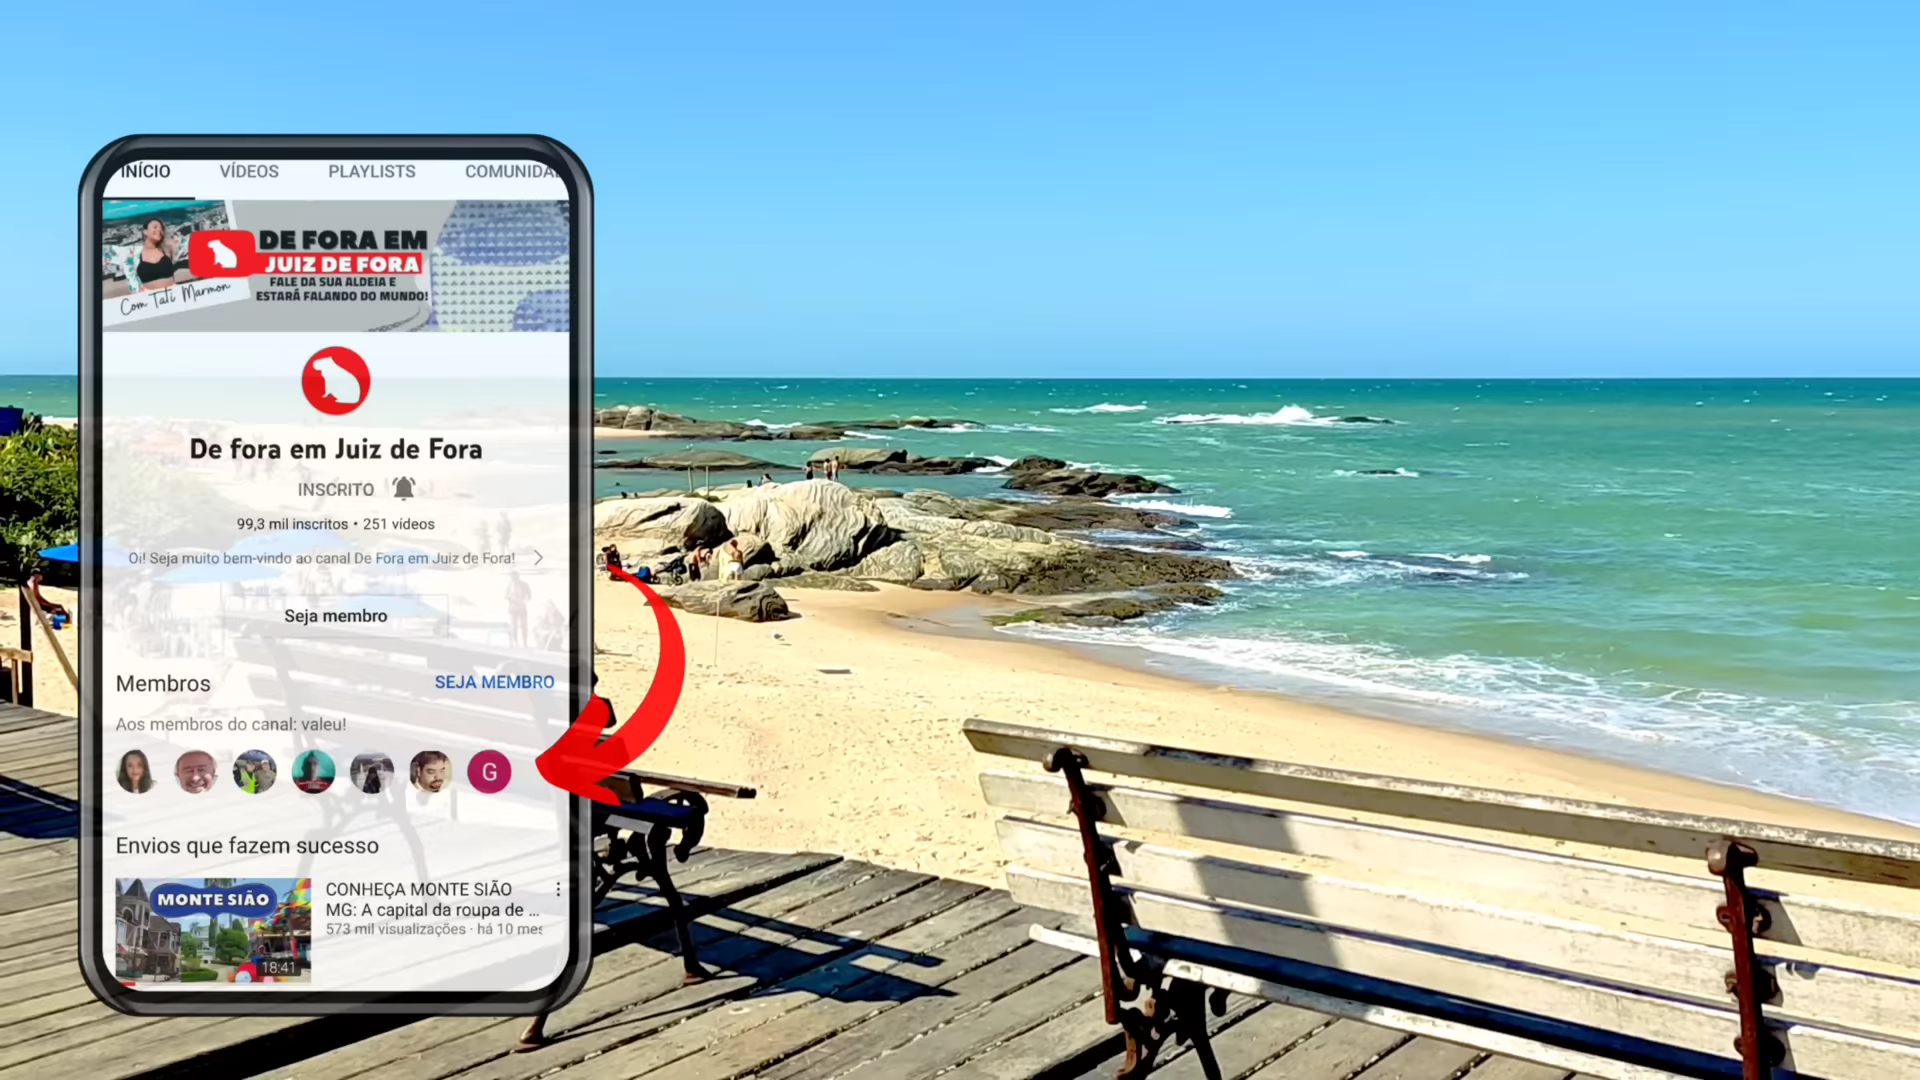 INÍCIO VÍDEOS PLAYLISTS COMUNIDA
DE FORA EM
JUIZ DE FORA
FALE DA SUA ALDEIA E
ESTARÁ FALANDO DO MUNDO!
Com Tati Marmon
De fora em Juiz de Fora
INSCRITO
99,3 mil inscritos • 251 vídeos
Oi! Seja muito bem-vindo ao canal De Fora em Juiz de Fora!
Seja membro
Membros SEJA MEMBRO
Aos membros do canal: valeu!
G
Envios que fazem sucesso
MONTE SIÃO
18:41
CONHEÇA MONTE SIÃO
MG: A capital da roupa de ...
573 mil visualizações · há 10 mes